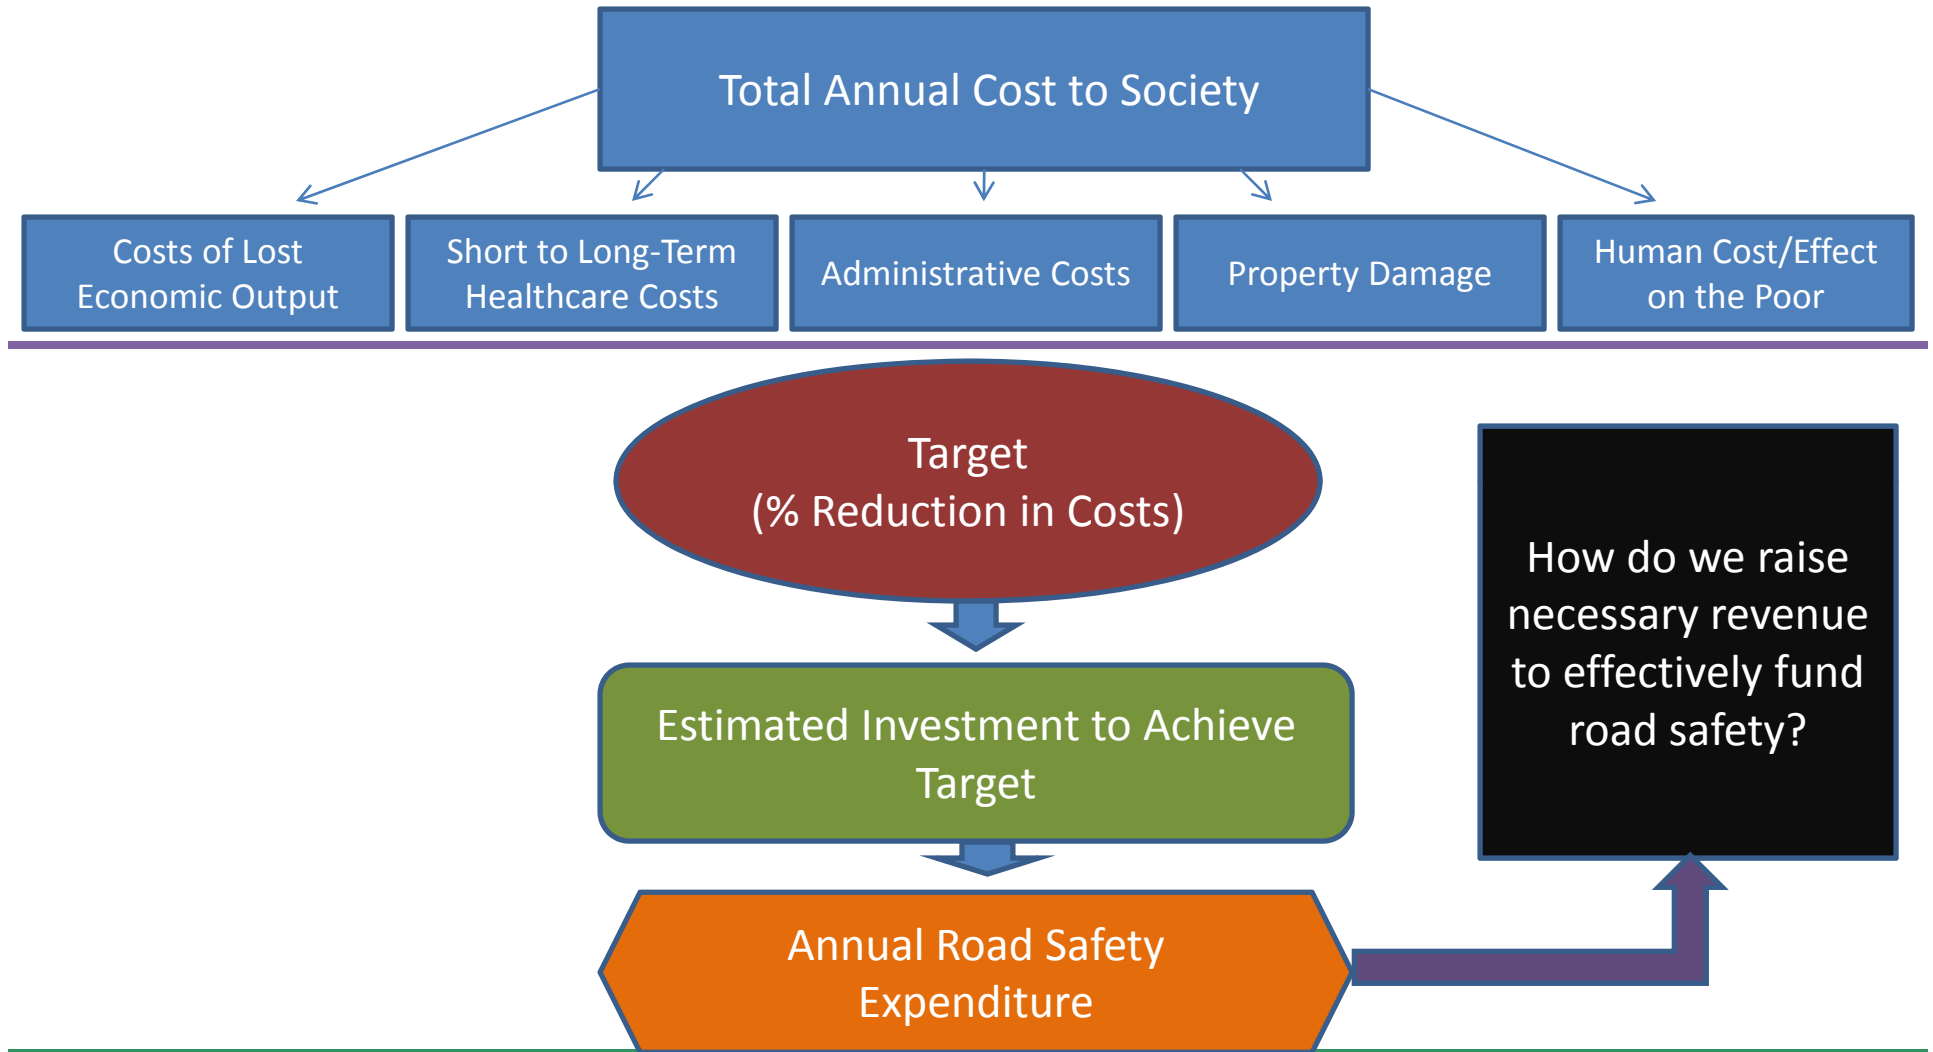 Total Annual Cost to Society
Costs of Lost
Economic Output
Short to Long-Term
Healthcare Costs
Administrative Costs
Property Damage
Human Cost/Effect
on the Poor
Target
(% Reduction in Costs)
Estimated Investment to Achieve
Target
Annual Road Safety
Expenditure
How do we raise
necessary revenue
to effectively fund
road safety?